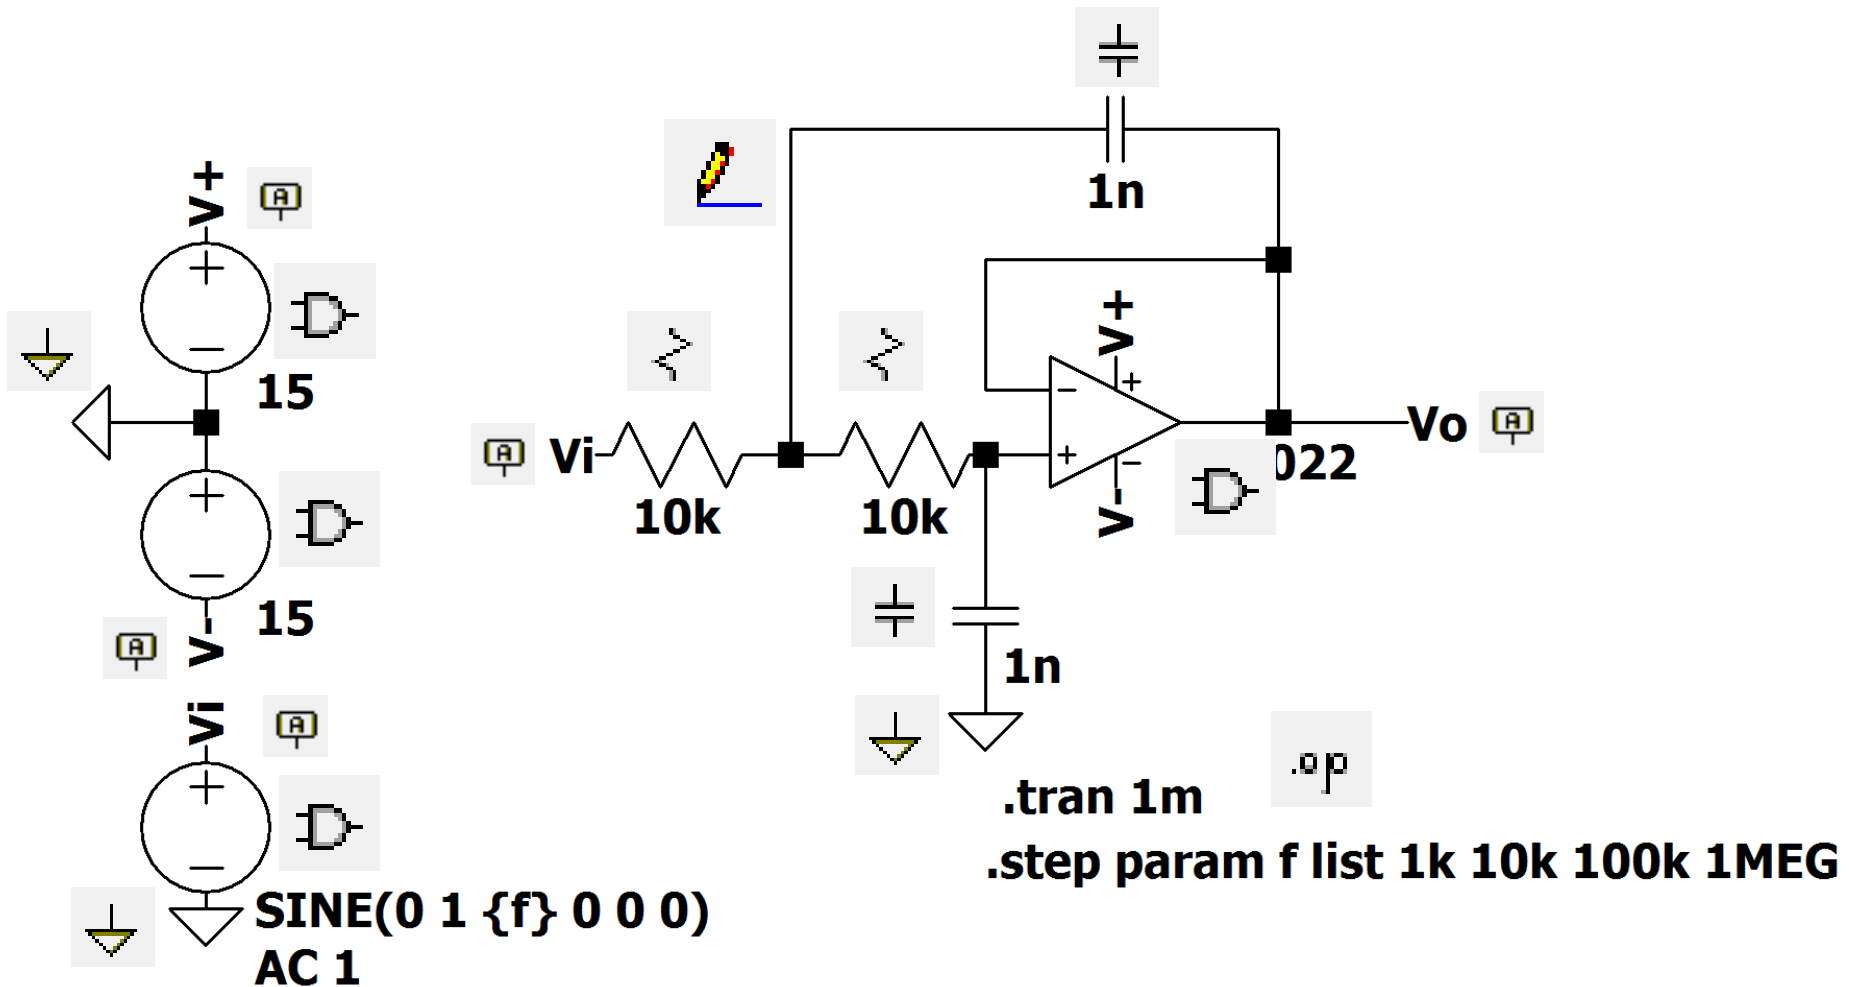 V+
15
15
V-
Vi
SINE(0 1 {f} 0 0 0)
AC 1
1n
Vi
10k
10k
V+
V-
Vo
022
1n
.op
.tran 1m
.step param f list 1k 10k 100k 1MEG